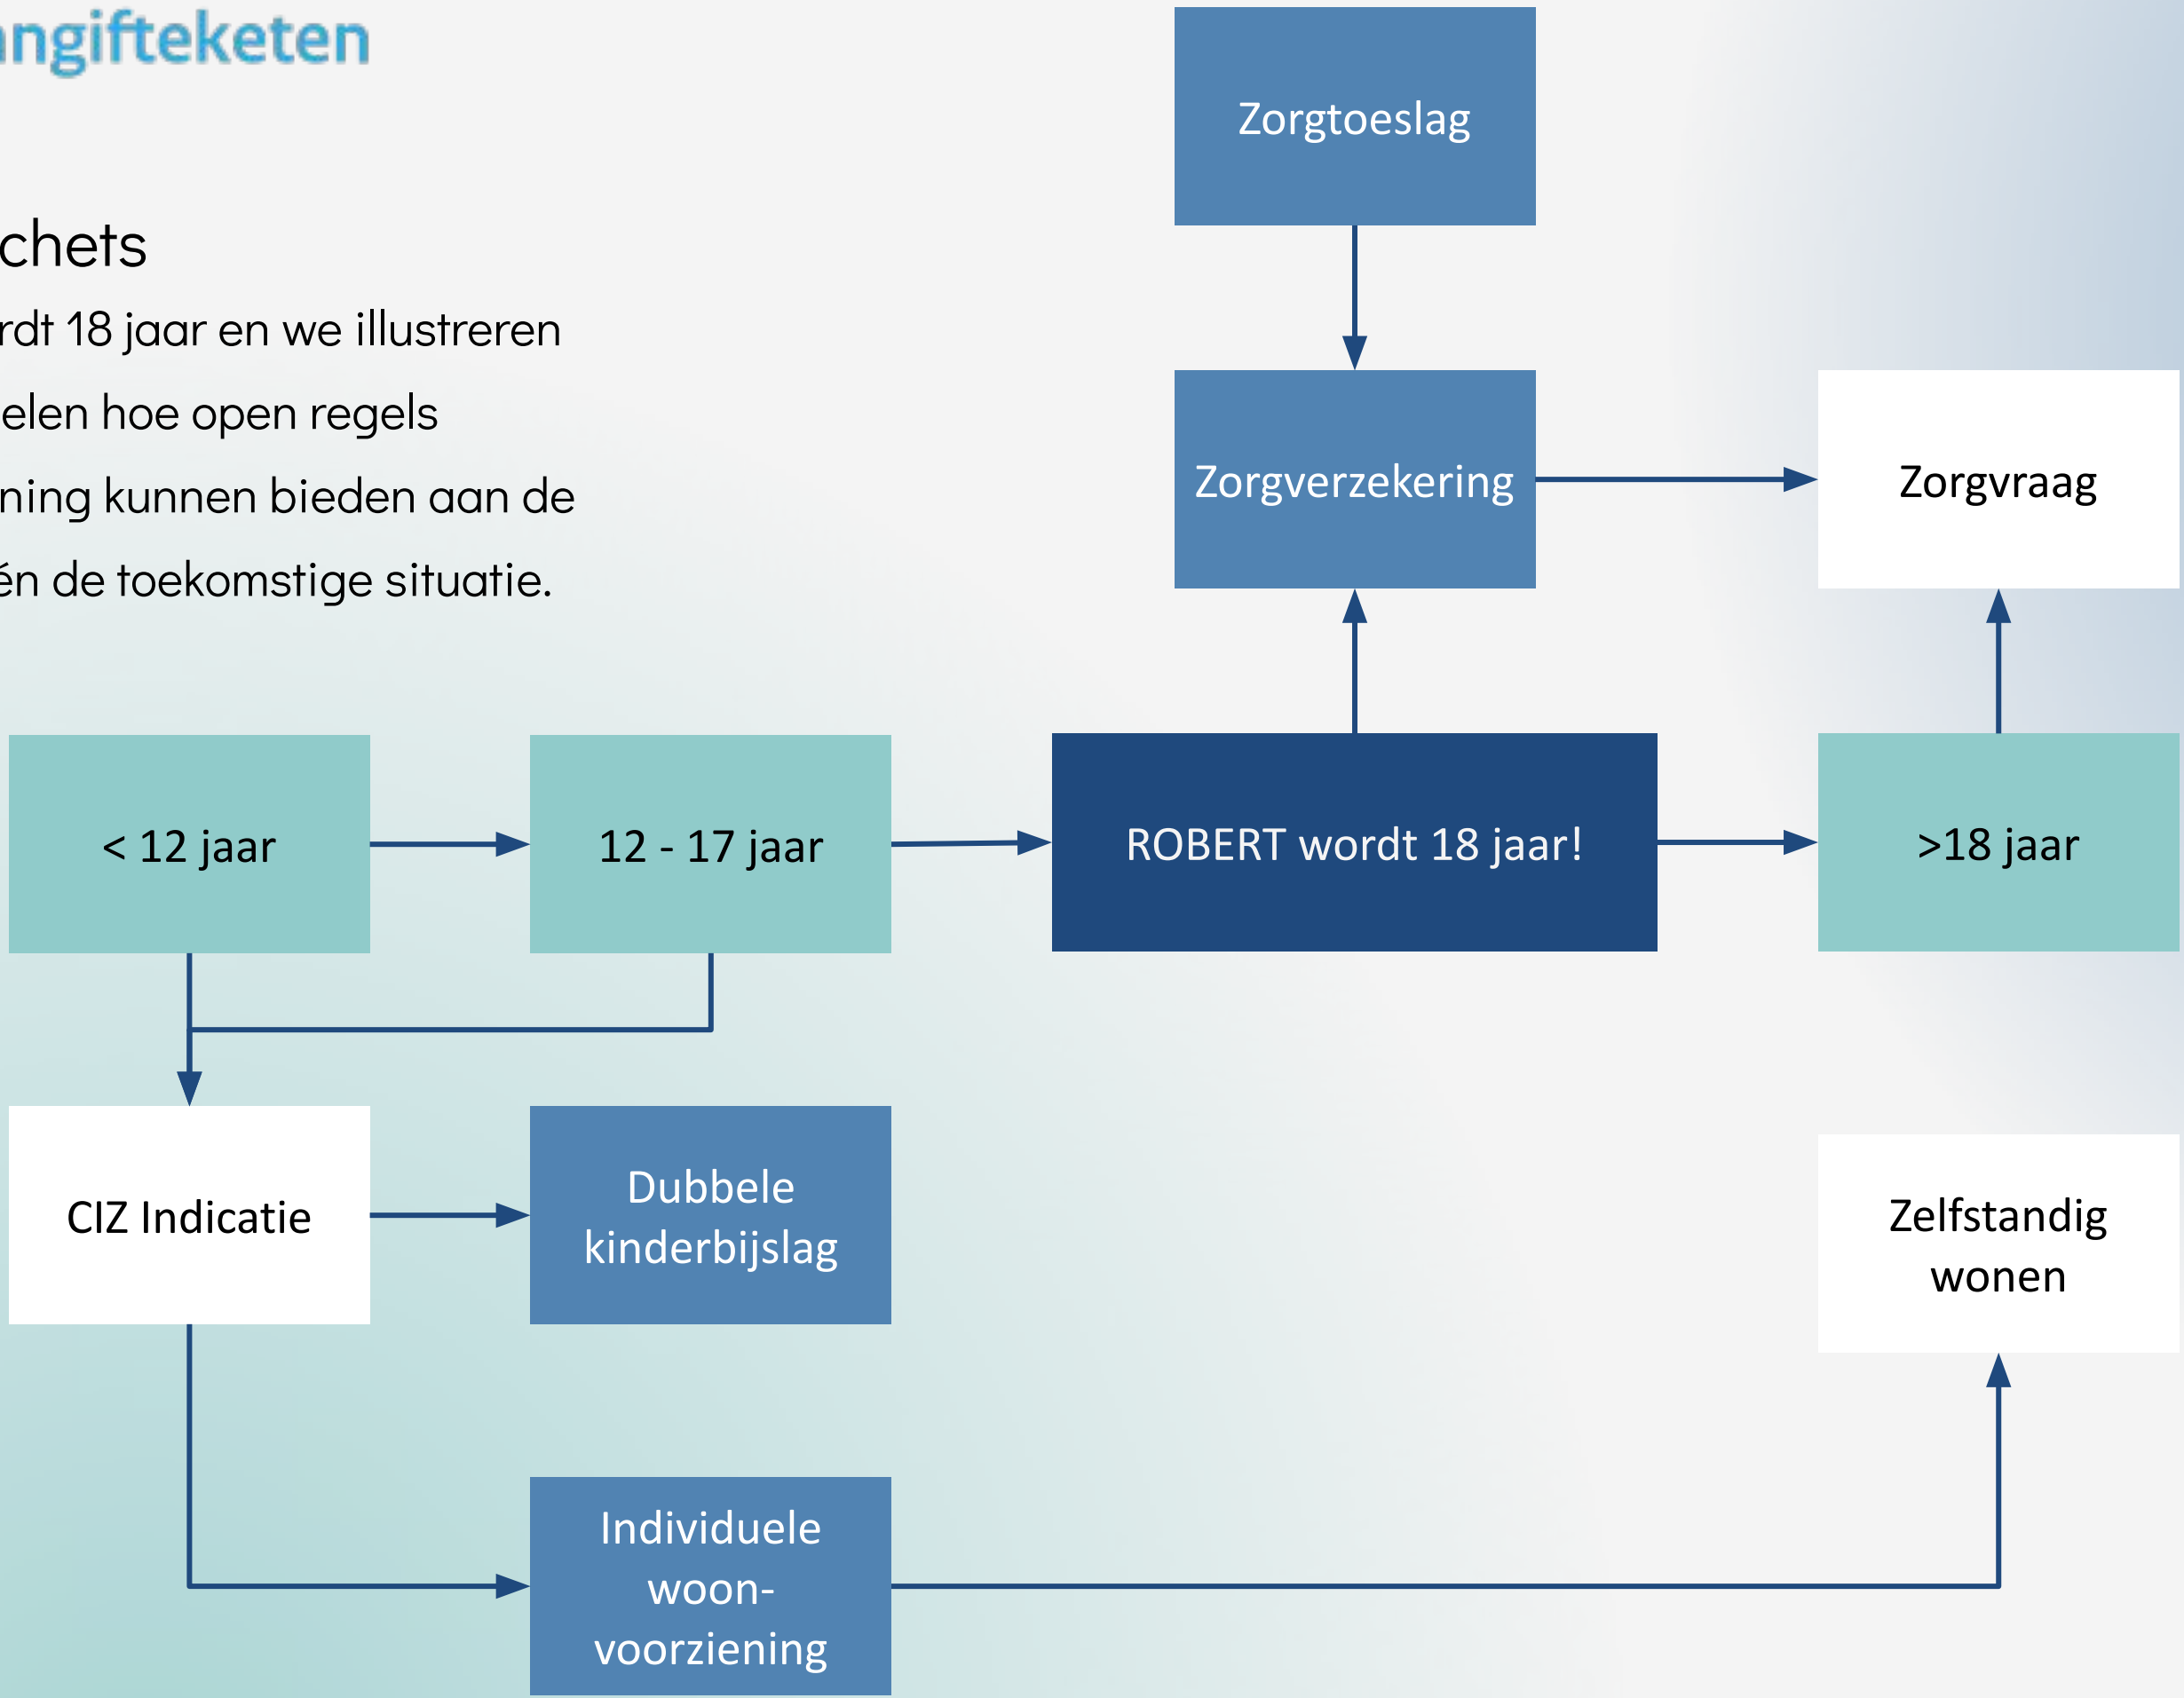 angifteketen
chets
rdt 18 jaar en we illustreren
elen hoe open regels
ning kunnen bieden aan de
én de toekomstige situatie.
Zorgtoeslag
Zorgverzekering
Zorgvraag
< 12 jaar
12 - 17 jaar
ROBERT wordt 18 jaar!
>18 jaar
CIZ Indicatie
Dubbele
kinderbijslag
Zelfstandig
wonen
Individuele
woon-
voorziening